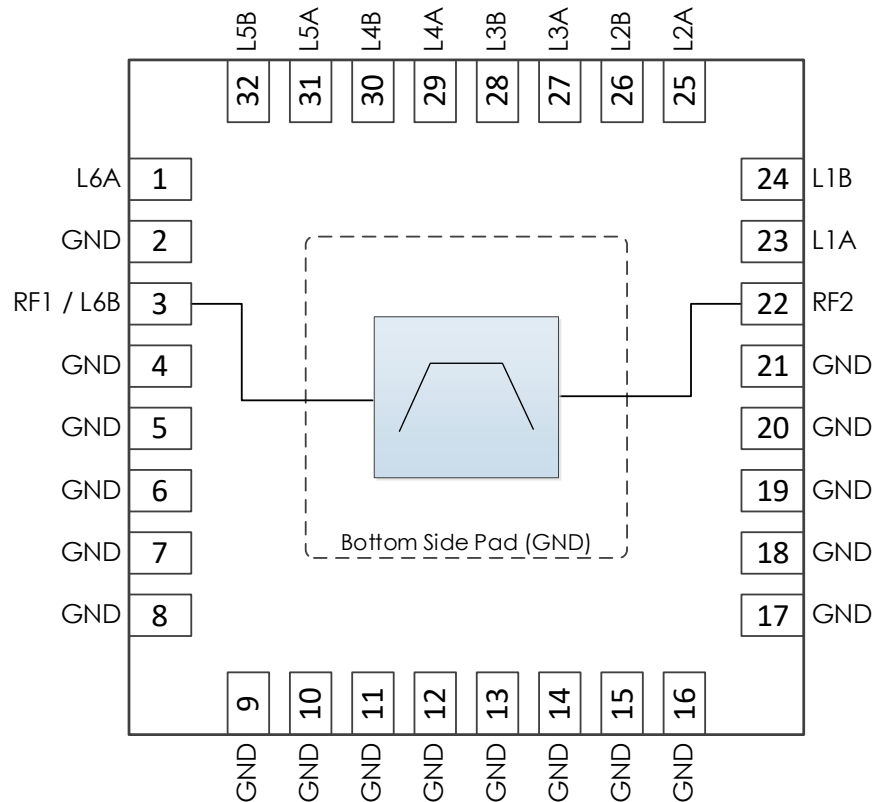 L5B L5A L4B L4A L3B L3A L2B L2A
32 31 30 29 28 27 26 25
L6A 1
GND 2
RF1 / L6B 3
GND 4
GND 5
GND 6
GND 7
GND 8
24 L1B
23 L1A
22 RF2
21 GND
20 GND
19 GND
18 GND
17 GND
Bottom Side Pad (GND)
9 10 11 12 13 14 15 16
GND GND GND GND GND GND GND GND